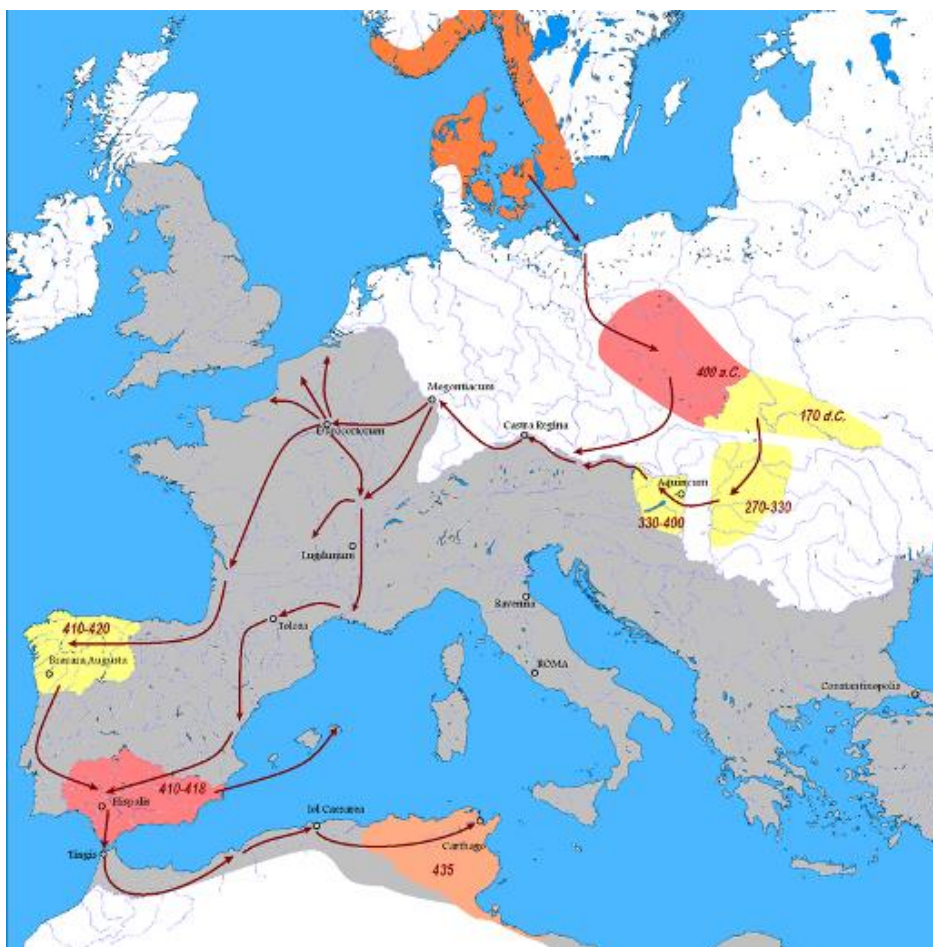 400 a.C.
170 d.C.
Mogontiacum
Durocortorum
Castra Regina
Aquincum
270-330
330-400
Lugdunum
Ravenna
Tolosa
410-420
Bracara Augusta
ROMA
Constantinopolis
410-418
Hispalis
Iol Caesarea
Tingis
Carthago
435